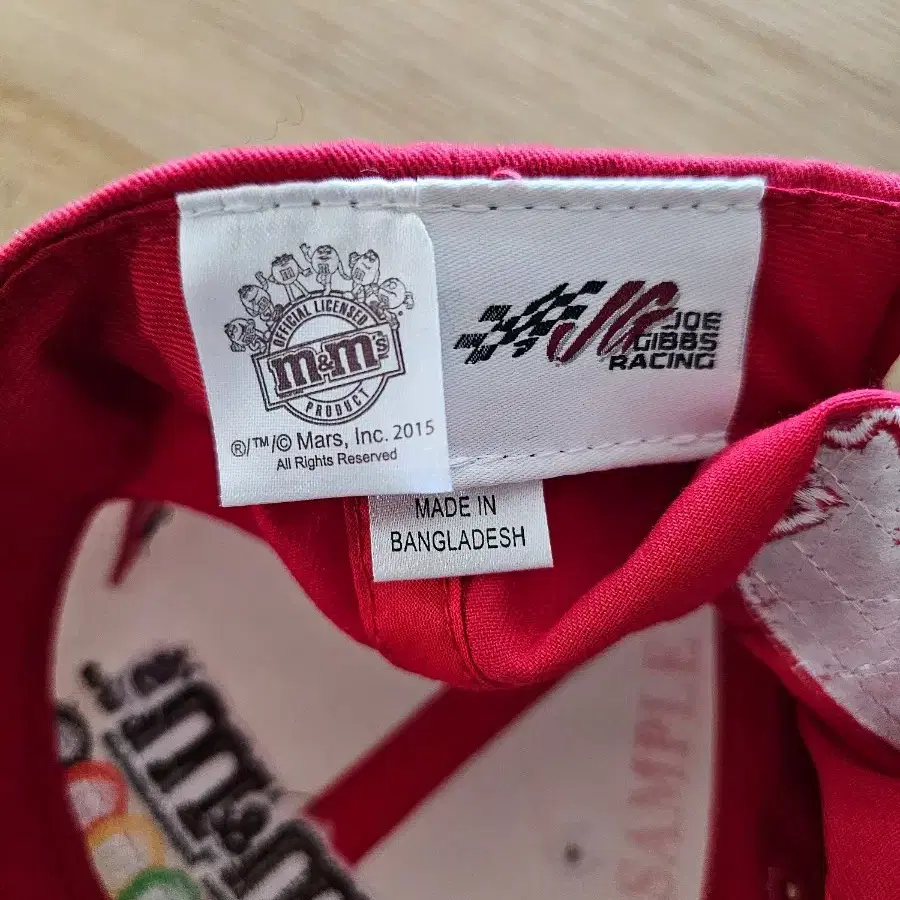 OFFICIAL LICENSED
m&m's
PRODUCT
®/™/© Mars, Inc. 2015
All Rights Reserved
JGR JOE
GIBBS
RACING
MADE IN
BANGLADESH
SAMPLE